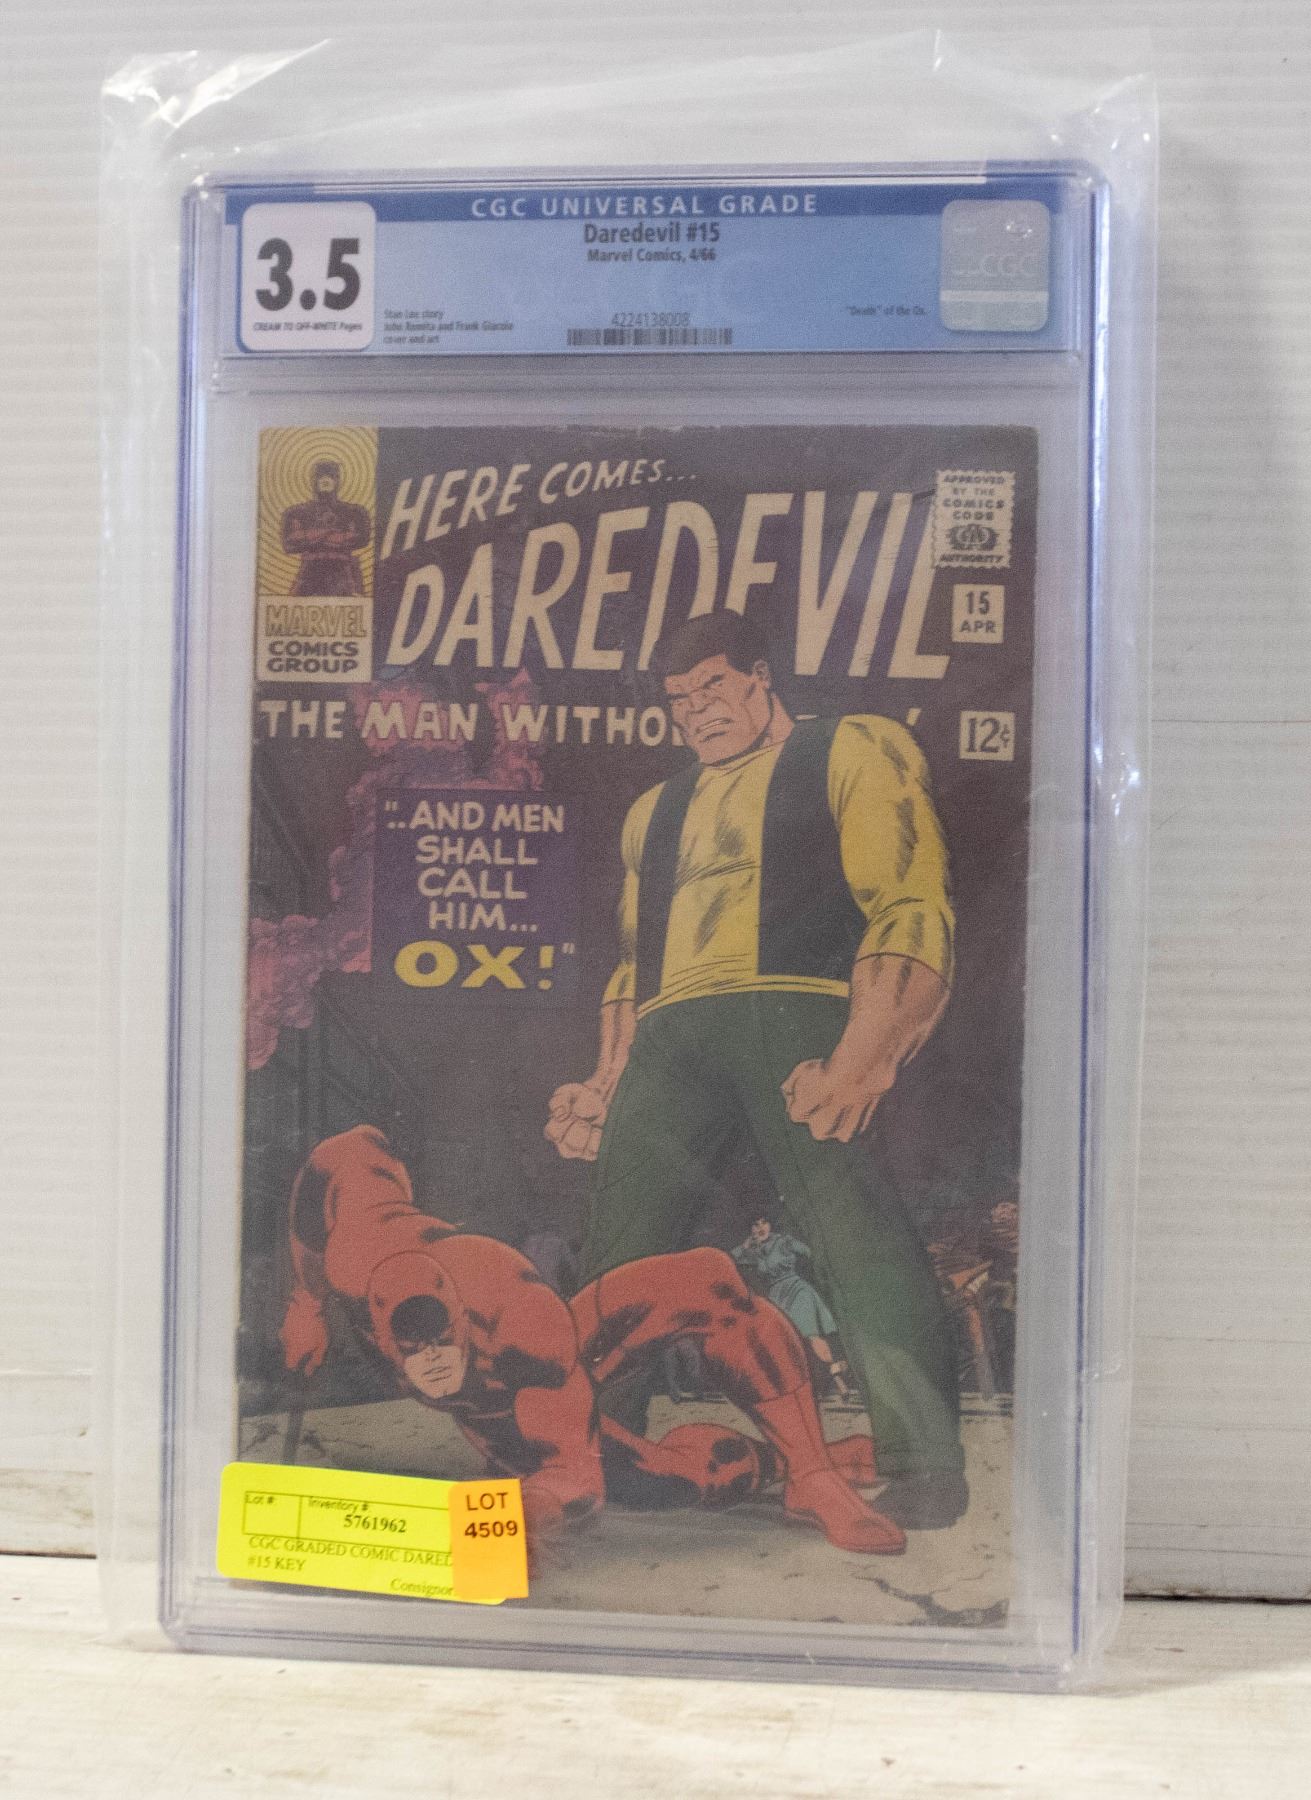 CGC UNIVERSAL GRADE
3.5
CREAM TO OFF-WHITE Pages
Daredevil #15
Marvel Comics, 4/66
Stan Lee story
John Romita and Frank Giacoia
cover and art
4224138008
"Death" of the Ox.
CGC
MARVEL
COMICS
GROUP
HERE COMES...
DAREDEVIL
THE MAN WITHO
APPROVED
BY THE
COMICS
CODE
AUTHORITY
15
APR
12¢
"..AND MEN
SHALL
CALL
HIM...
OX!"
Lot #:
Inventory #
5761962
CGC GRADED COMIC DARED
#15 KEY
Consignor
LOT
4509